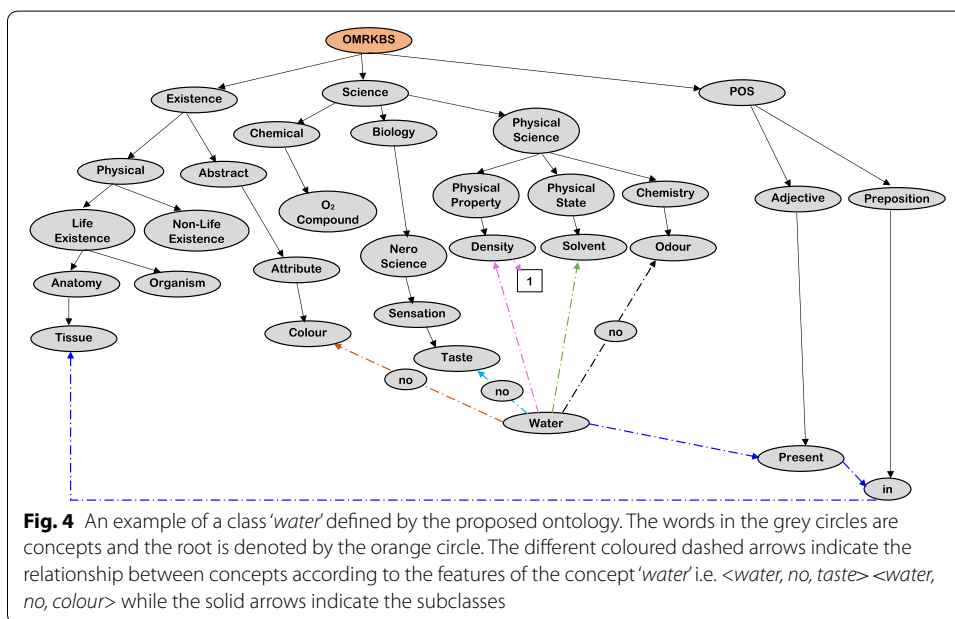 OMRKBS
Existence
Science
POS
Chemical
Biology
Physical
Science
Physical
Abstract
O₂
Compound
Physical
Property
Physical
State
Chemistry
Adjective
Preposition
Life
Existence
Non-Life
Existence
Nero
Science
Density
Solvent
Odour
Anatomy
Organism
Attribute
1
Sensation
Tissue
Colour
no
Taste
no
no
Water
Present
in
Fig. 4 An example of a class 'water' defined by the proposed ontology. The words in the grey circles are
concepts and the root is denoted by the orange circle. The different coloured dashed arrows indicate the
relationship between concepts according to the features of the concept 'water' i.e. <water, no, taste> <water,
no, colour> while the solid arrows indicate the subclasses